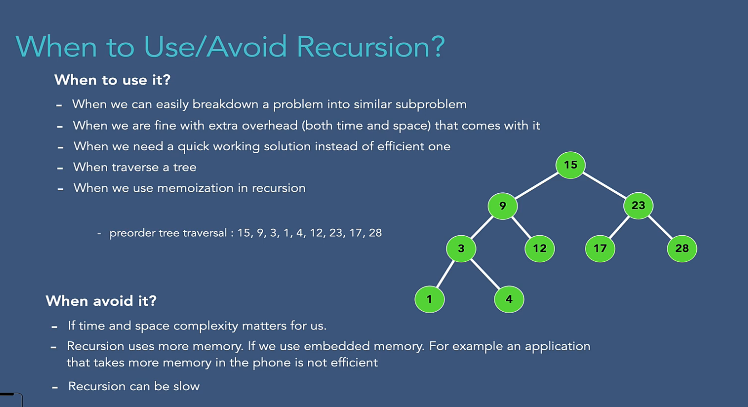 When to Use/Avoid Recursion?
When to use it?
- When we can easily breakdown a problem into similar subproblem
- When we are fine with extra overhead (both time and space) that comes with it
- When we need a quick working solution instead of efficient one
- When traverse a tree
- When we use memoization in recursion
- preorder tree traversal : 15, 9, 3, 1, 4, 12, 23, 17, 28
15
9
23
3
12
17
28
1
4
When avoid it?
- If time and space complexity matters for us.
- Recursion uses more memory. If we use embedded memory. For example an application
that takes more memory in the phone is not efficient
- Recursion can be slow